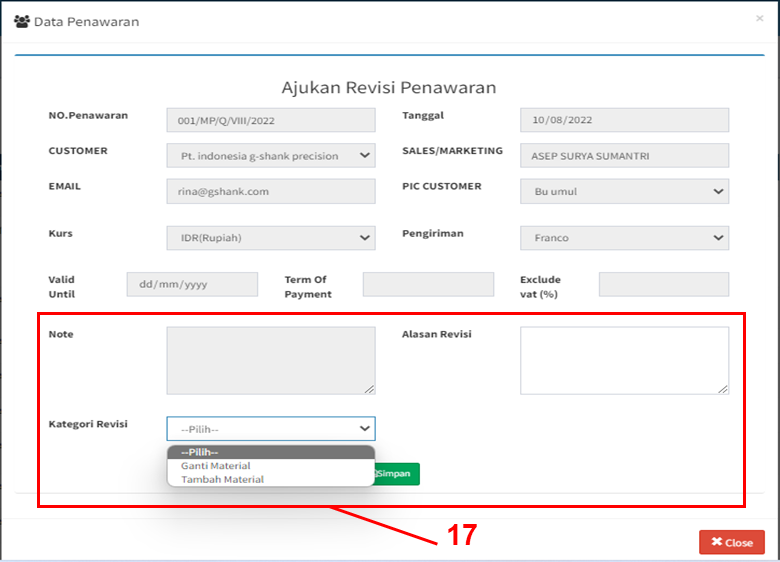 Data Penawaran
×
Ajukan Revisi Penawaran
NO.Penawaran 001/MP/Q/VIII/2022 Tanggal 10/08/2022
CUSTOMER Pt. indonesia g-shank precision SALES/MARKETING ASEP SURYA SUMANTRI
EMAIL rina@gshank.com PIC CUSTOMER Bu umul
Kurs IDR(Rupiah) Pengiriman Franco
Valid Until dd/mm/yyyy Term Of Payment Exclude vat (%)
Note Alasan Revisi
Kategori Revisi --Pilih--
--Pilih--
Ganti Material
Tambah Material
Simpan
17
Close